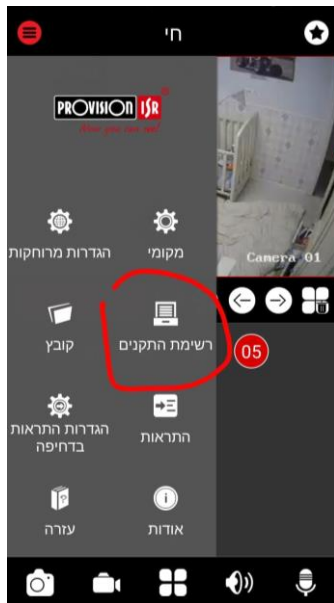 חי
PROVISION ISR®
Camera 01
מקומי
הגדרות מרוחקות
רשימת התקנים
קובץ
05
התראות
הגדרות התראות
בדחיפה
אודות
עזרה